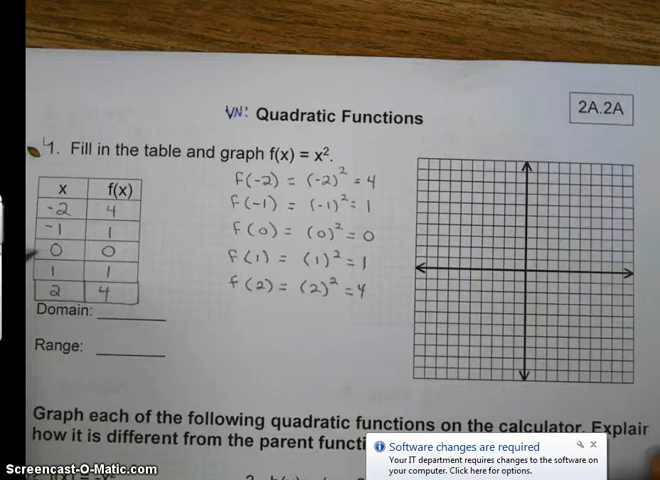 VN: Quadratic Functions
2A.2A
1. Fill in the table and graph f(x) = x².
x f(x)
-2 4
-1 1
0 0
1 1
2 4
f(-2) = (-2)² = 4
f(-1) = (-1)² = 1
f(0) = (0)² = 0
f(1) = (1)² = 1
f(2) = (2)² = 4
Domain:
Range:
Graph each of the following quadratic functions on the calculator. Explain
how it is different from the parent functi
Software changes are required
Your IT department requires changes to the software on
your computer. Click here for options.
Screencast-O-Matic.com